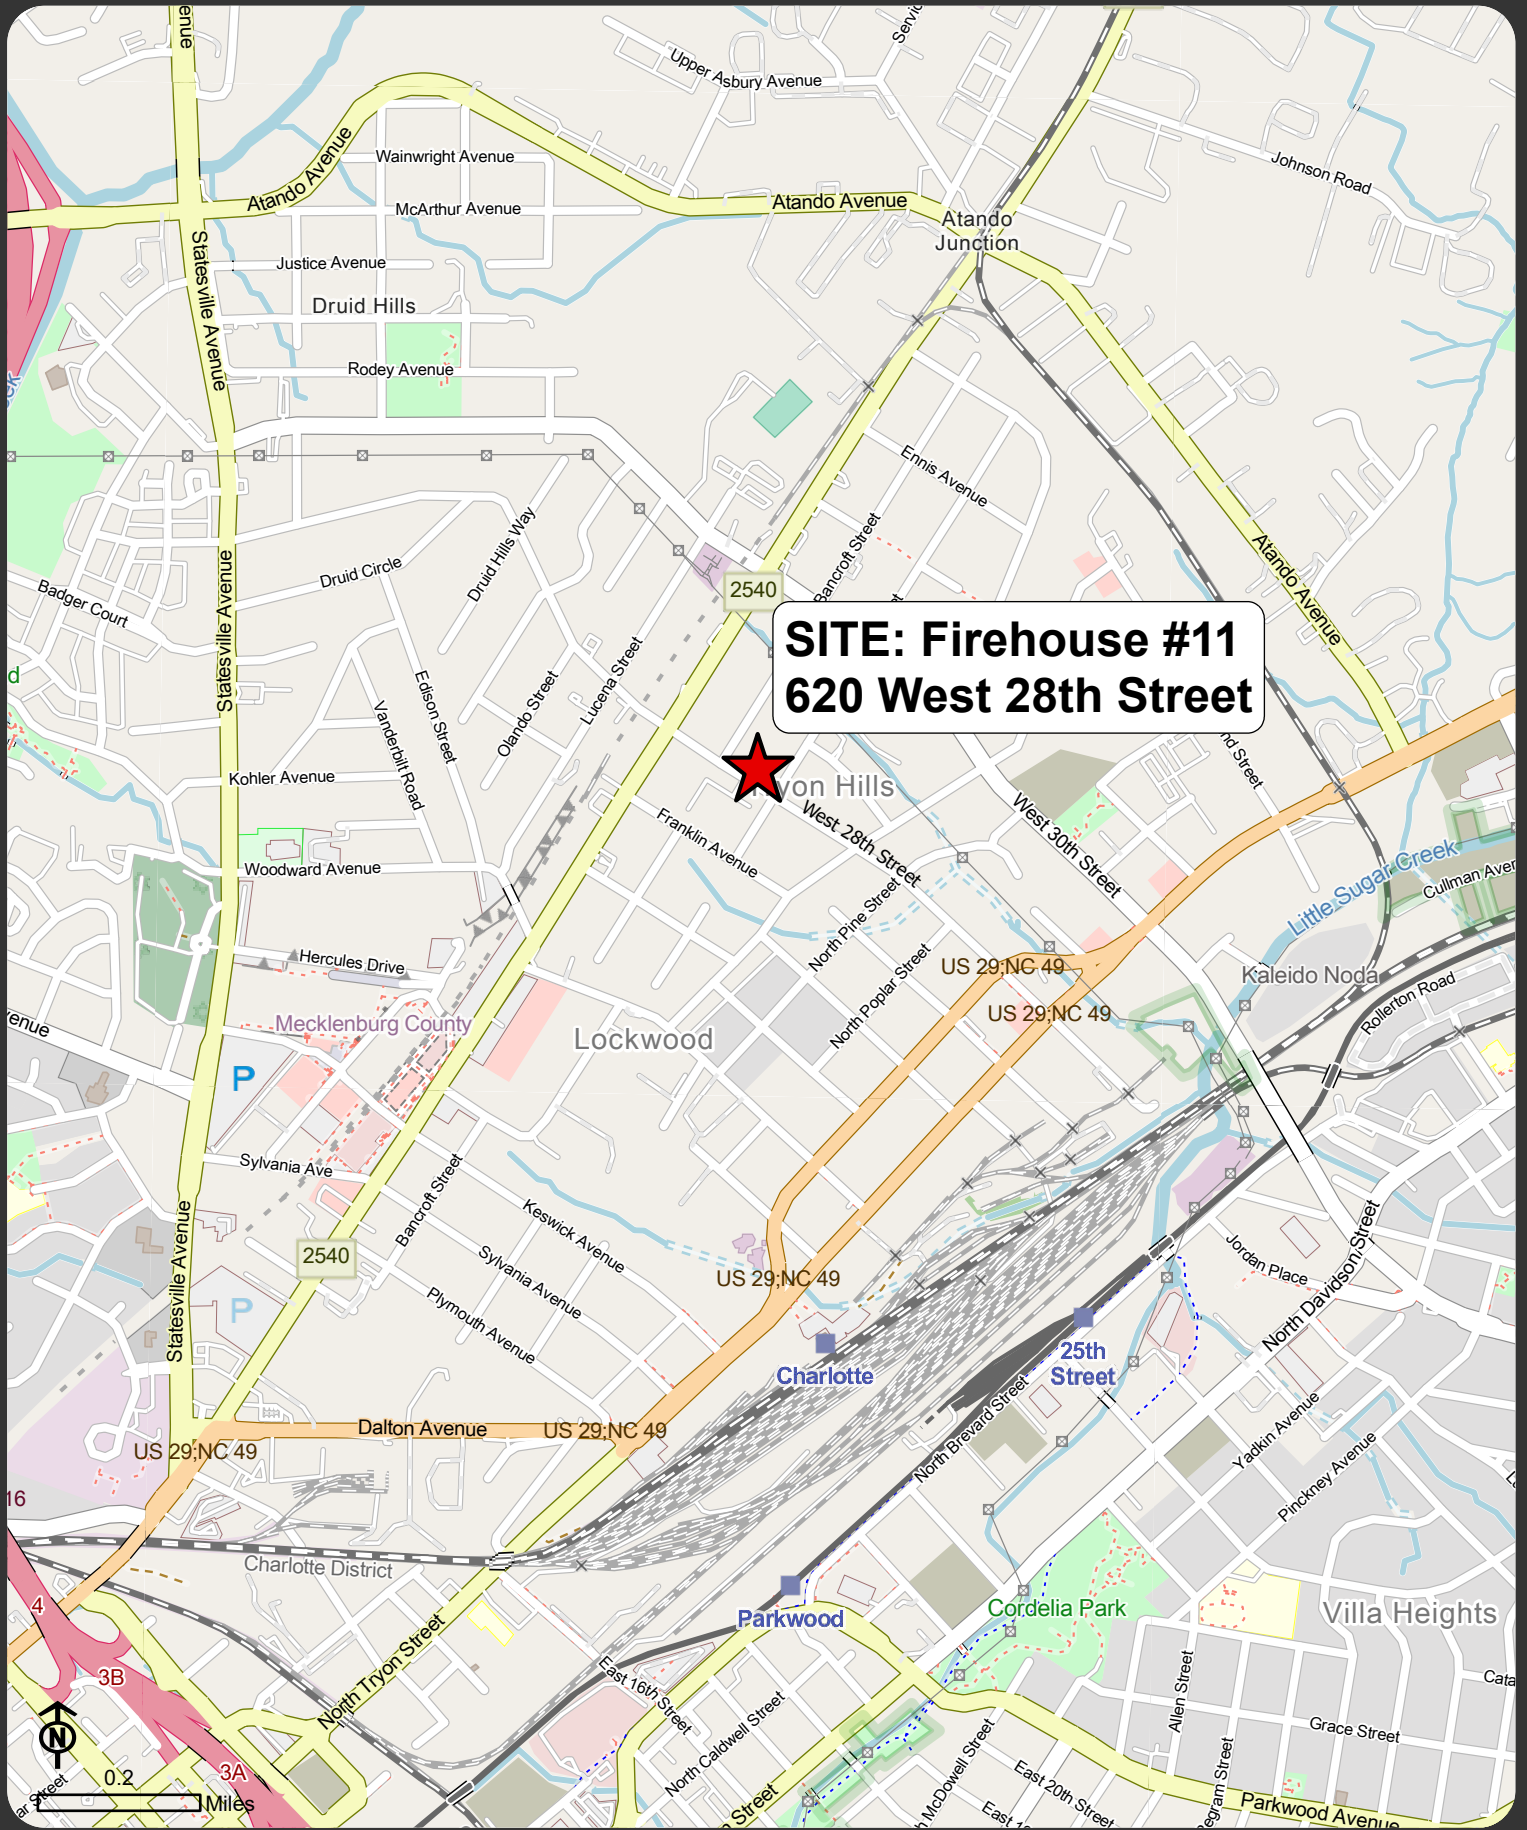 Upper Asbury Avenue
Wainwright Avenue
Johnson Road
Atando Avenue
McArthur Avenue
Atando Avenue
Atando
Junction
Statesville Avenue
Justice Avenue
Druid Hills
Rodey Avenue
Ennis Avenue
Druid Hills Way
Bancroft Street
Atando Avenue
Druid Circle
Badger Court
Statesville Avenue
2540
SITE: Firehouse #11
620 West 28th Street
Edison Street
Lucena Street
Orlando Street
Vanderbilt Road
Kohler Avenue
Tryon Hills
West 28th Street
West 30th Street
Franklin Avenue
Woodward Avenue
Little Sugar Creek
North Pine Street
Hercules Drive
North Poplar Street
US 29;NC 49
Kaleido Noda
US 29;NC 49
Rollerton Road
Mecklenburg County
Lockwood
P
Sylvania Ave
Bancroft Street
Keswick Avenue
Sylvania Avenue
Plymouth Avenue
2540
Statesville Avenue
P
US 29;NC 49
Jordan Place
North Davidson Street
Charlotte
25th
Street
North Brevard Street
Dalton Avenue
US 29;NC 49
US 29;NC 49
Yadkin Avenue
Pinckney Avenue
16
Charlotte District
4
Parkwood
Cordelia Park
Villa Heights
3B
North Tryon Street
East 16th Street
North Caldwell Street
Allen Street
Grace Street
N
0.2
Miles
3A
East 20th Street
Parkwood Avenue